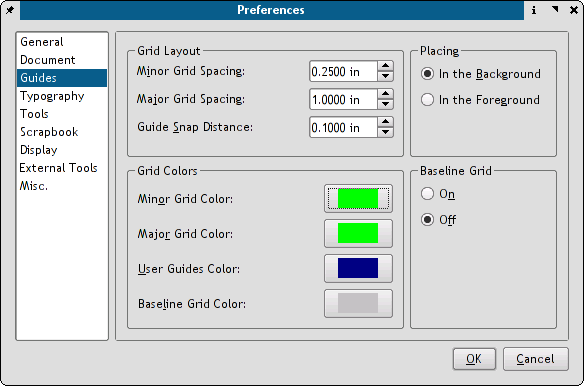 Preferences
General
Document
Guides
Typography
Tools
Scrapbook
Display
External Tools
Misc.
Grid Layout
Minor Grid Spacing: 0.2500 in
Major Grid Spacing: 1.0000 in
Guide Snap Distance: 0.1000 in
Placing
In the Background
In the Foreground
Grid Colors
Minor Grid Color:
Major Grid Color:
User Guides Color:
Baseline Grid Color:
Baseline Grid
On
Off
OK Cancel